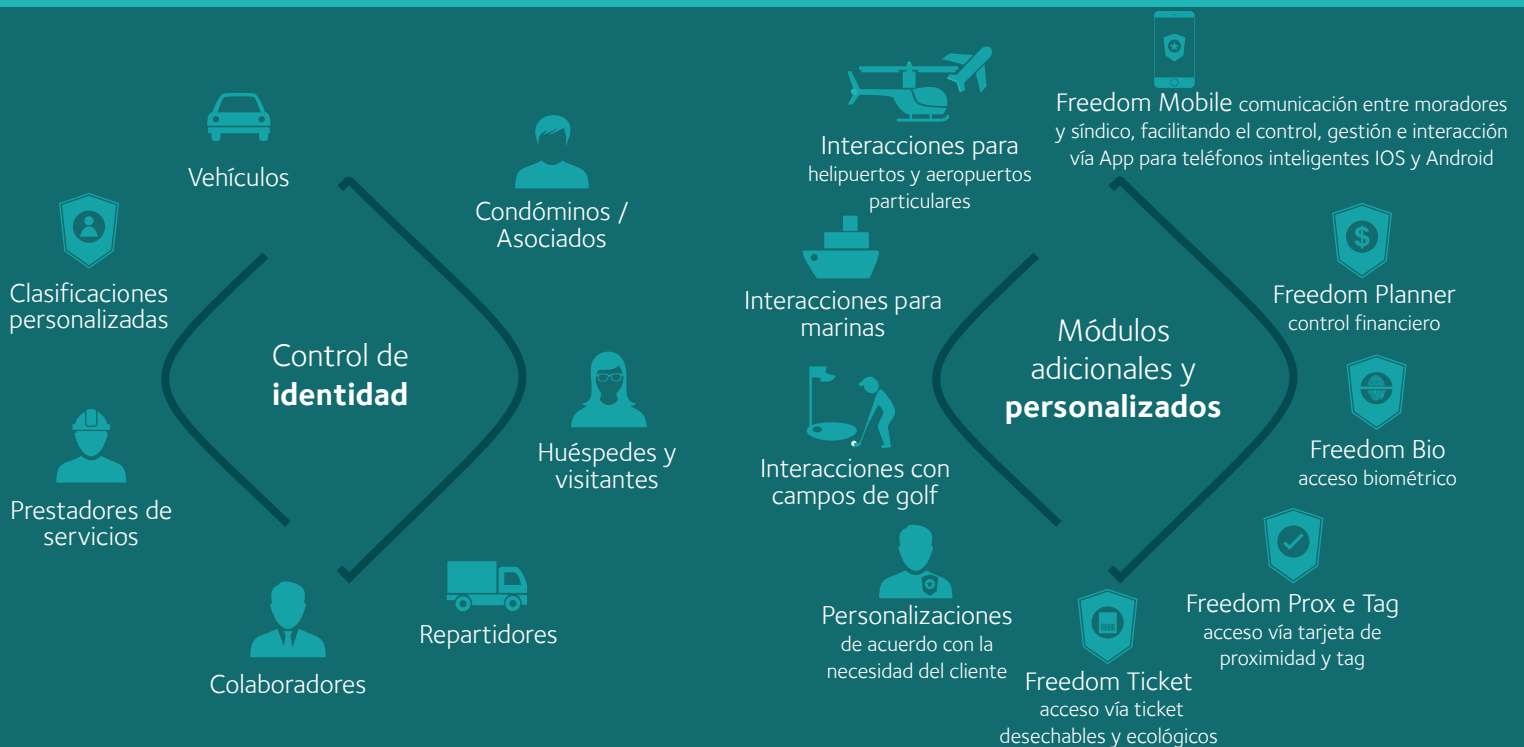 Vehículos
Condóminos /
Asociados
Clasificaciones
personalizadas
Control de
identidad
Huéspedes y
visitantes
Prestadores de
servicios
Repartidores
Colaboradores
Interacciones para
helipuertos y aeropuertos
particulares
Freedom Mobile comunicación entre moradores
y síndico, facilitando el control, gestión e interacción
vía App para teléfonos inteligentes IOS y Android
Interacciones para
marinas
Freedom Planner
control financiero
Módulos
adicionales y
personalizados
Interacciones con
campos de golf
Freedom Bio
acceso biométrico
Personalizaciones
de acuerdo con la
necesidad del cliente
Freedom Prox e Tag
acceso vía tarjeta de
proximidad y tag
Freedom Ticket
acceso vía ticket
desechables y ecológicos